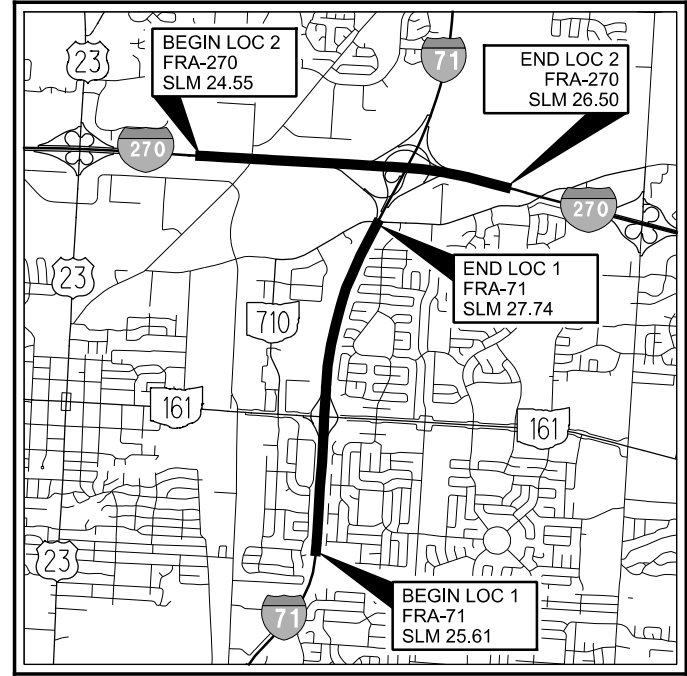 BEGIN LOC 2
FRA-270
SLM 24.55
END LOC 2
FRA-270
SLM 26.50
23
71
270
270
23
710
END LOC 1
FRA-71
SLM 27.74
161
161
23
71
BEGIN LOC 1
FRA-71
SLM 25.61